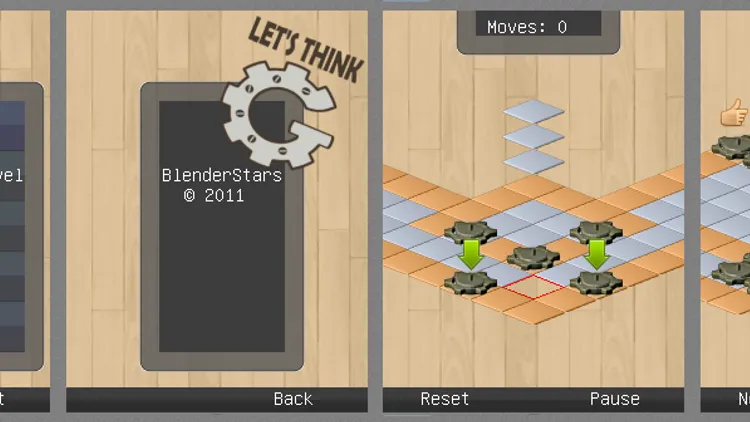 LET'S THINK
BlenderStars
© 2011
Back
Moves: 0
Reset
Pause